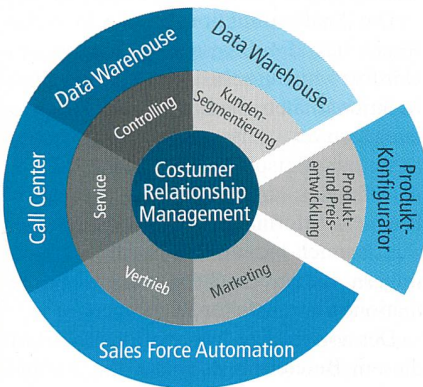 Data Warehouse
Data Warehouse
Controlling
Kunden-
Segmentierung
Call Center
Service
Costumer
Relationship
Management
Produkt-
und Preis-
entwicklung
Produkt-
Konfigurator
Vertrieb
Marketing
Sales Force Automation